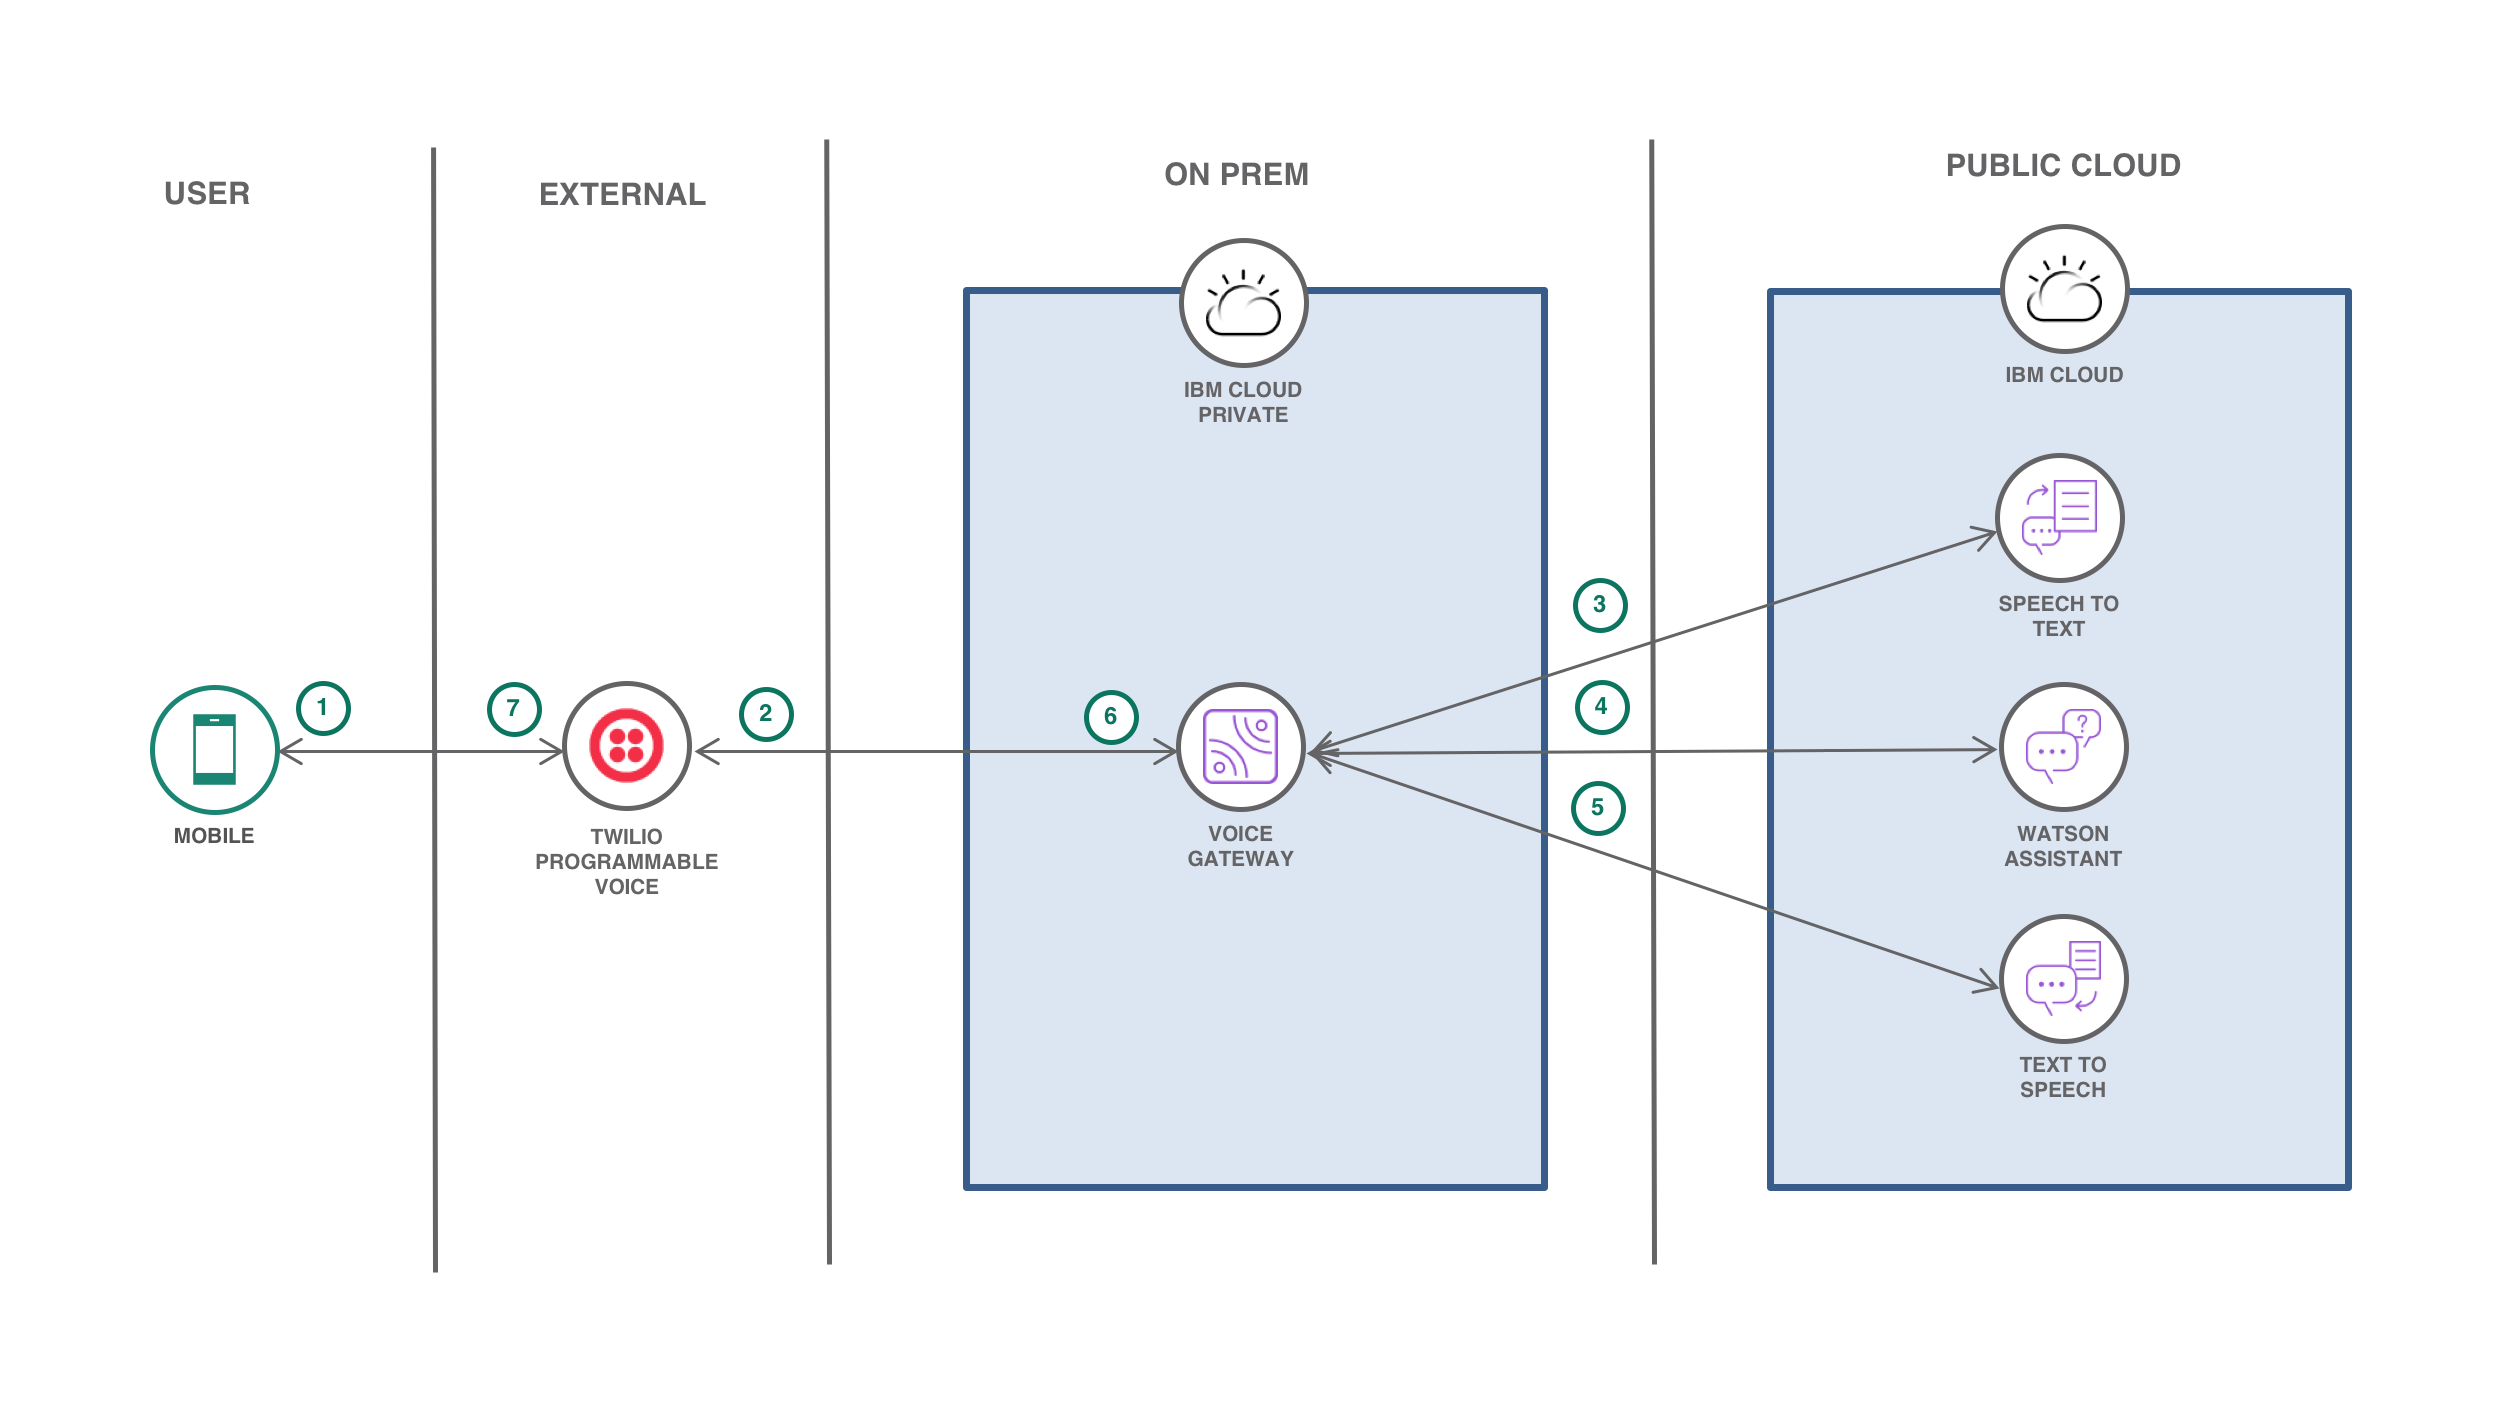 USER
EXTERNAL
ON PREM
PUBLIC CLOUD
IBM CLOUD
PRIVATE
IBM CLOUD
SPEECH TO
TEXT
1
7
2
6
3
4
5
MOBILE
TWILIO
PROGRAMMABLE
VOICE
VOICE
GATEWAY
WATSON
ASSISTANT
TEXT TO
SPEECH